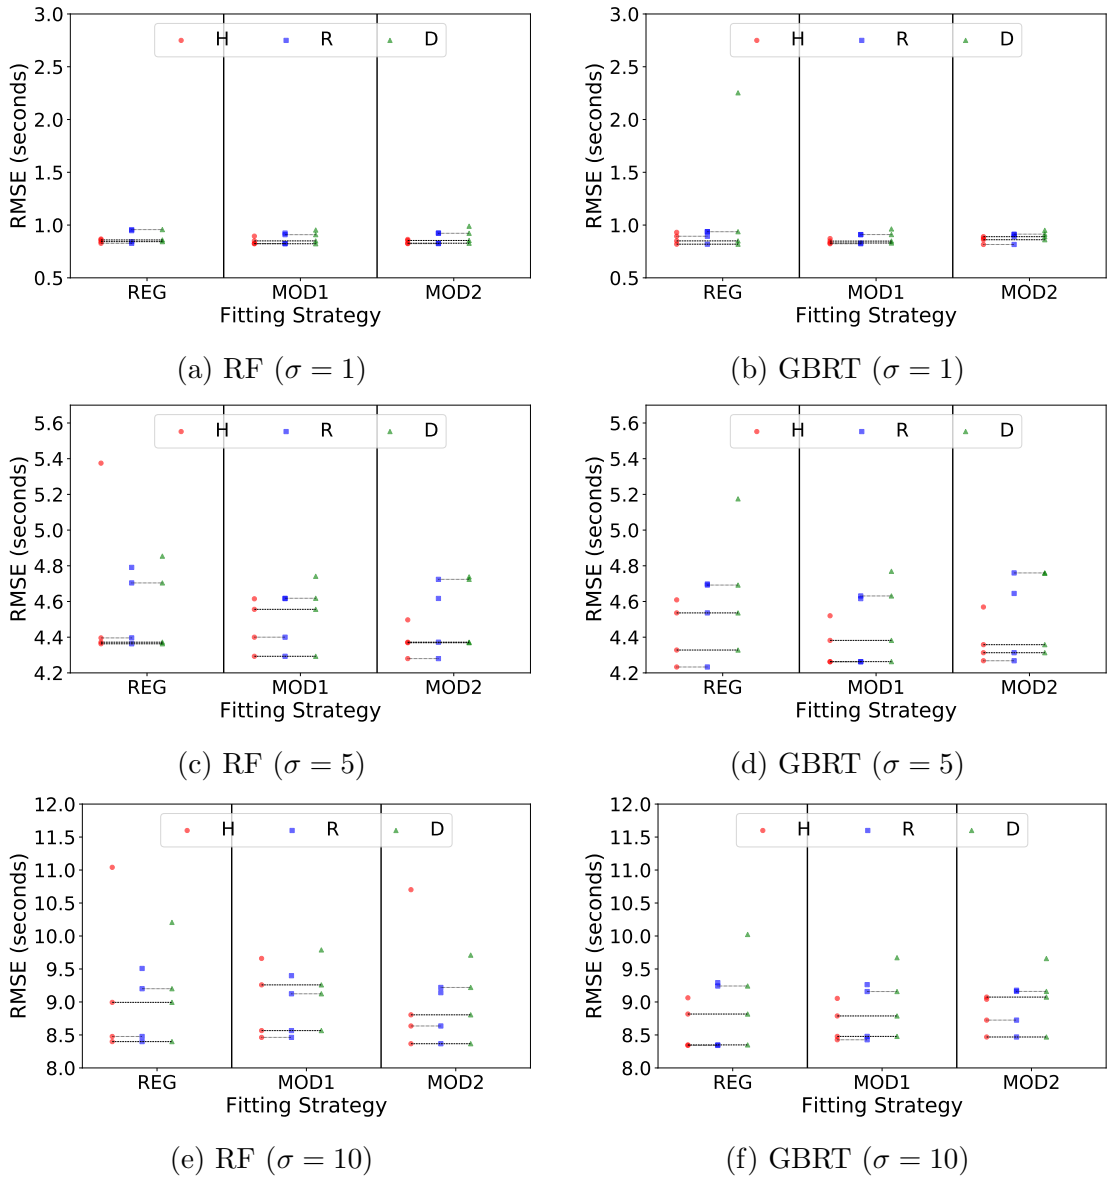 3.0
2.5
2.0
1.5
1.0
0.5
RMSE (seconds)
H R D
REG MOD1 MOD2
Fitting Strategy
(a) RF (σ = 1)
3.0
2.5
2.0
1.5
1.0
0.5
RMSE (seconds)
H R D
REG MOD1 MOD2
Fitting Strategy
(b) GBRT (σ = 1)
5.6
5.4
5.2
5.0
4.8
4.6
4.4
4.2
RMSE (seconds)
H R D
REG MOD1 MOD2
Fitting Strategy
(c) RF (σ = 5)
5.6
5.4
5.2
5.0
4.8
4.6
4.4
4.2
RMSE (seconds)
H R D
REG MOD1 MOD2
Fitting Strategy
(d) GBRT (σ = 5)
12.0
11.5
11.0
10.5
10.0
9.5
9.0
8.5
8.0
RMSE (seconds)
H R D
REG MOD1 MOD2
Fitting Strategy
(e) RF (σ = 10)
12.0
11.5
11.0
10.5
10.0
9.5
9.0
8.5
8.0
RMSE (seconds)
H R D
REG MOD1 MOD2
Fitting Strategy
(f) GBRT (σ = 10)